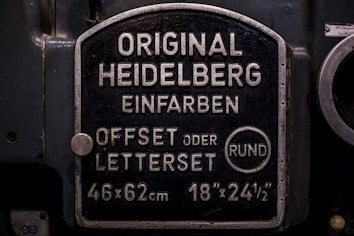 ORIGINAL
HEIDELBERG
EINFARBEN
OFFSET ODER
LETTERSET
RUND
46x62cm 18"x24½"